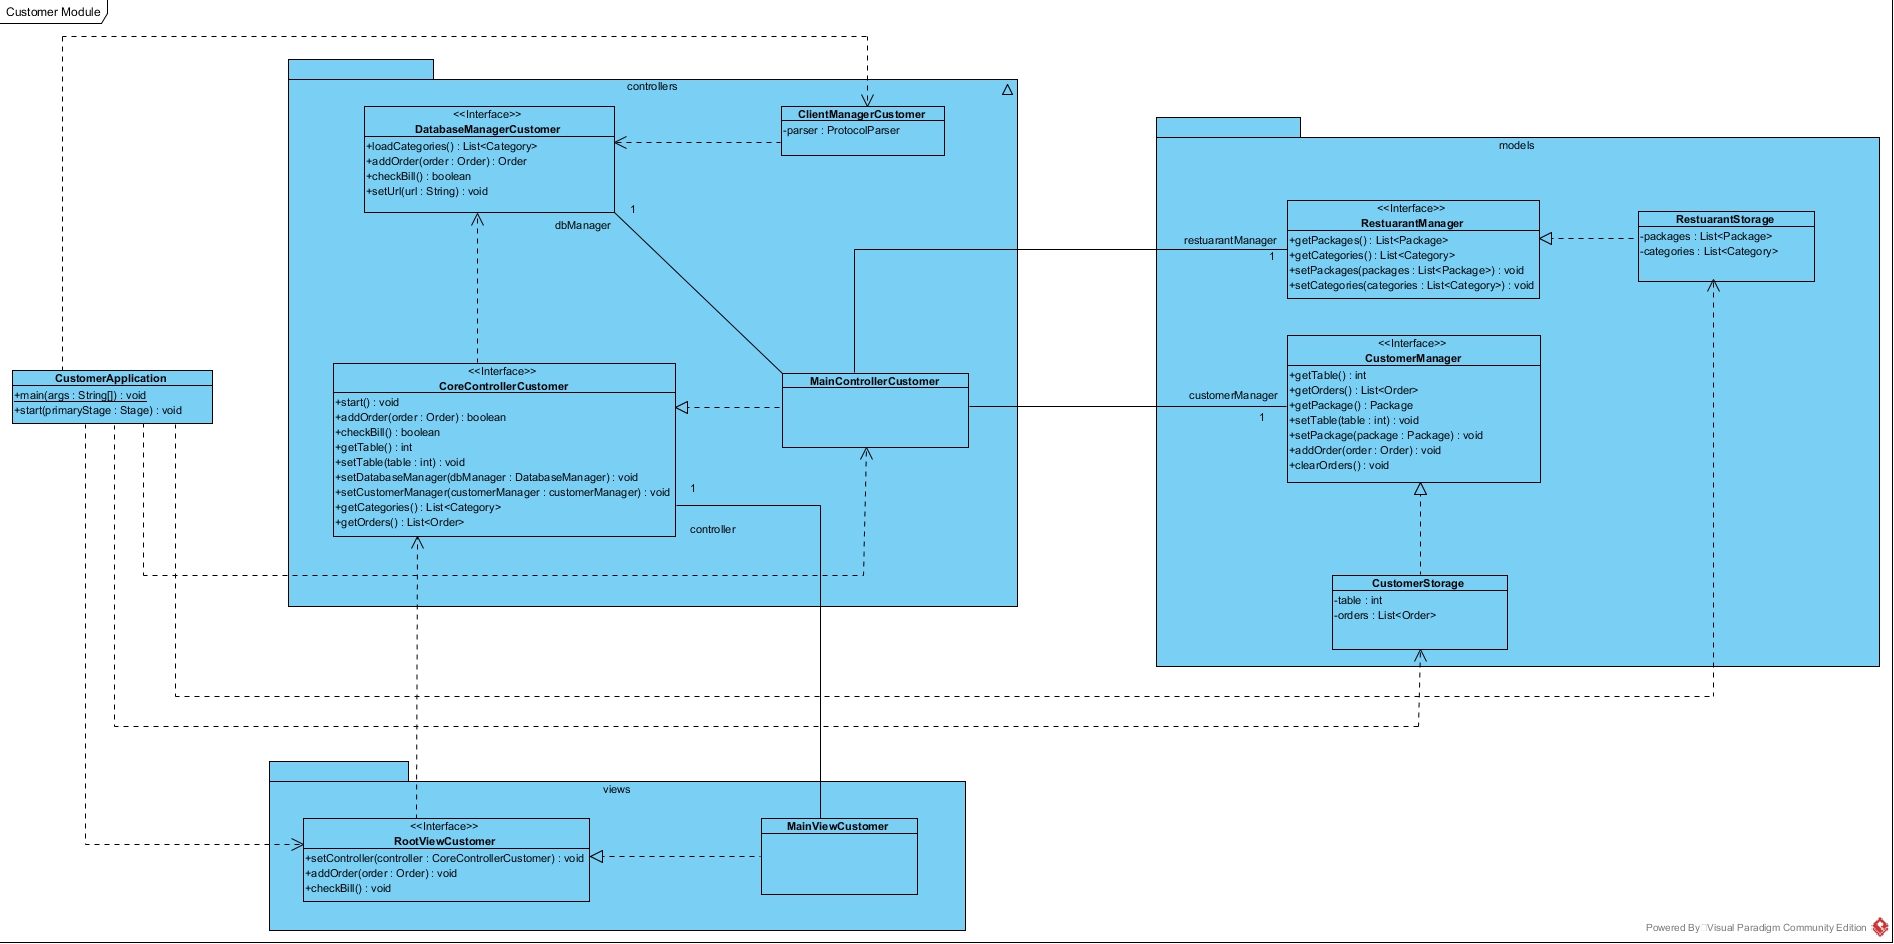 Customer Module
controllers
<<Interface>>
DatabaseManagerCustomer
+loadCategories() : List<Category>
+addOrder(order : Order) : Order
+checkBill() : boolean
+setUrl(url : String) : void
ClientManagerCustomer
-parser : ProtocolParser
1
dbManager
models
<<Interface>>
RestuarantManager
+getPackages() : List<Package>
+getCategories() : List<Category>
+setPackages(packages : List<Package>) : void
+setCategories(categories : List<Category>) : void
RestuarantStorage
-packages : List<Package>
-categories : List<Category>
restuarantManager
1
<<Interface>>
CustomerManager
+getTable() : int
+getOrders() : List<Order>
+getPackage() : Package
+setTable(table : int) : void
+setPackage(package : Package) : void
+addOrder(order : Order) : void
+clearOrders() : void
customerManager
1
CustomerApplication
+main(args : String[]) : void
+start(primaryStage : Stage) : void
<<Interface>>
CoreControllerCustomer
+start() : void
+addOrder(order : Order) : boolean
+checkBill() : boolean
+getTable() : int
+setTable(table : int) : void
+setDatabaseManager(dbManager : DatabaseManager) : void
+setCustomerManager(customerManager : customerManager) : void
+getCategories() : List<Category>
+getOrders() : List<Order>
MainControllerCustomer
1
controller
CustomerStorage
-table : int
-orders : List<Order>
views
<<Interface>>
RootViewCustomer
+setController(controller : CoreControllerCustomer) : void
+addOrder(order : Order) : void
+checkBill() : void
MainViewCustomer
Powered By Visual Paradigm Community Edition